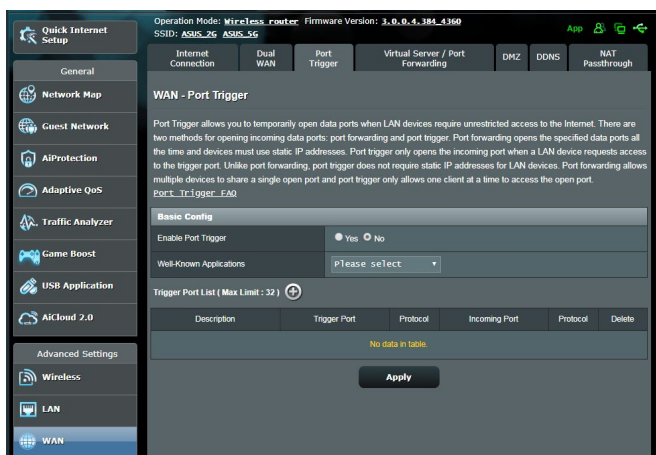 Quick Internet
Setup
Operation Mode: Wireless router Firmware Version: 3.0.0.4.384_4360
SSID: ASUS_2G ASUS_5G
App
General
Network Map
Guest Network
AiProtection
Adaptive QoS
Traffic Analyzer
Game Boost
USB Application
AiCloud 2.0
Advanced Settings
Wireless
LAN
WAN
Internet
Connection
Dual
WAN
Port
Trigger
Virtual Server / Port
Forwarding
DMZ
DDNS
NAT
Passthrough
WAN - Port Trigger
Port Trigger allows you to temporarily open data ports when LAN devices require unrestricted access to the Internet. There are
two methods for opening incoming data ports: port forwarding and port trigger. Port forwarding opens the specified data ports all
the time and devices must use static IP addresses. Port trigger only opens the incoming port when a LAN device requests access
to the trigger port. Unlike port forwarding, port trigger does not require static IP addresses for LAN devices. Port forwarding allows
multiple devices to share a single open port and port trigger only allows one client at a time to access the open port.
Port Trigger FAQ
Basic Config
Enable Port Trigger
Yes No
Well-Known Applications
Please select
Trigger Port List ( Max Limit : 32 )
Description Trigger Port Protocol Incoming Port Protocol Delete
No data in table.
Apply